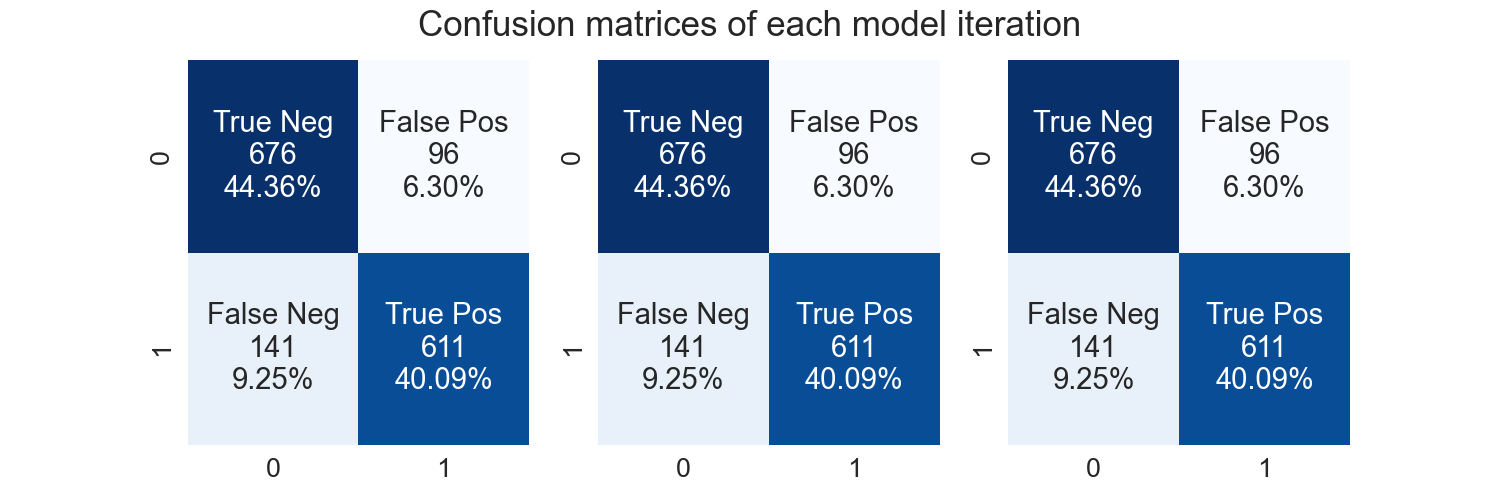 Confusion matrices of each model iteration
0
True Neg
676
44.36%
False Pos
96
6.30%
1
False Neg
141
9.25%
True Pos
611
40.09%
0
1
0
True Neg
676
44.36%
False Pos
96
6.30%
1
False Neg
141
9.25%
True Pos
611
40.09%
0
1
0
True Neg
676
44.36%
False Pos
96
6.30%
1
False Neg
141
9.25%
True Pos
611
40.09%
0
1